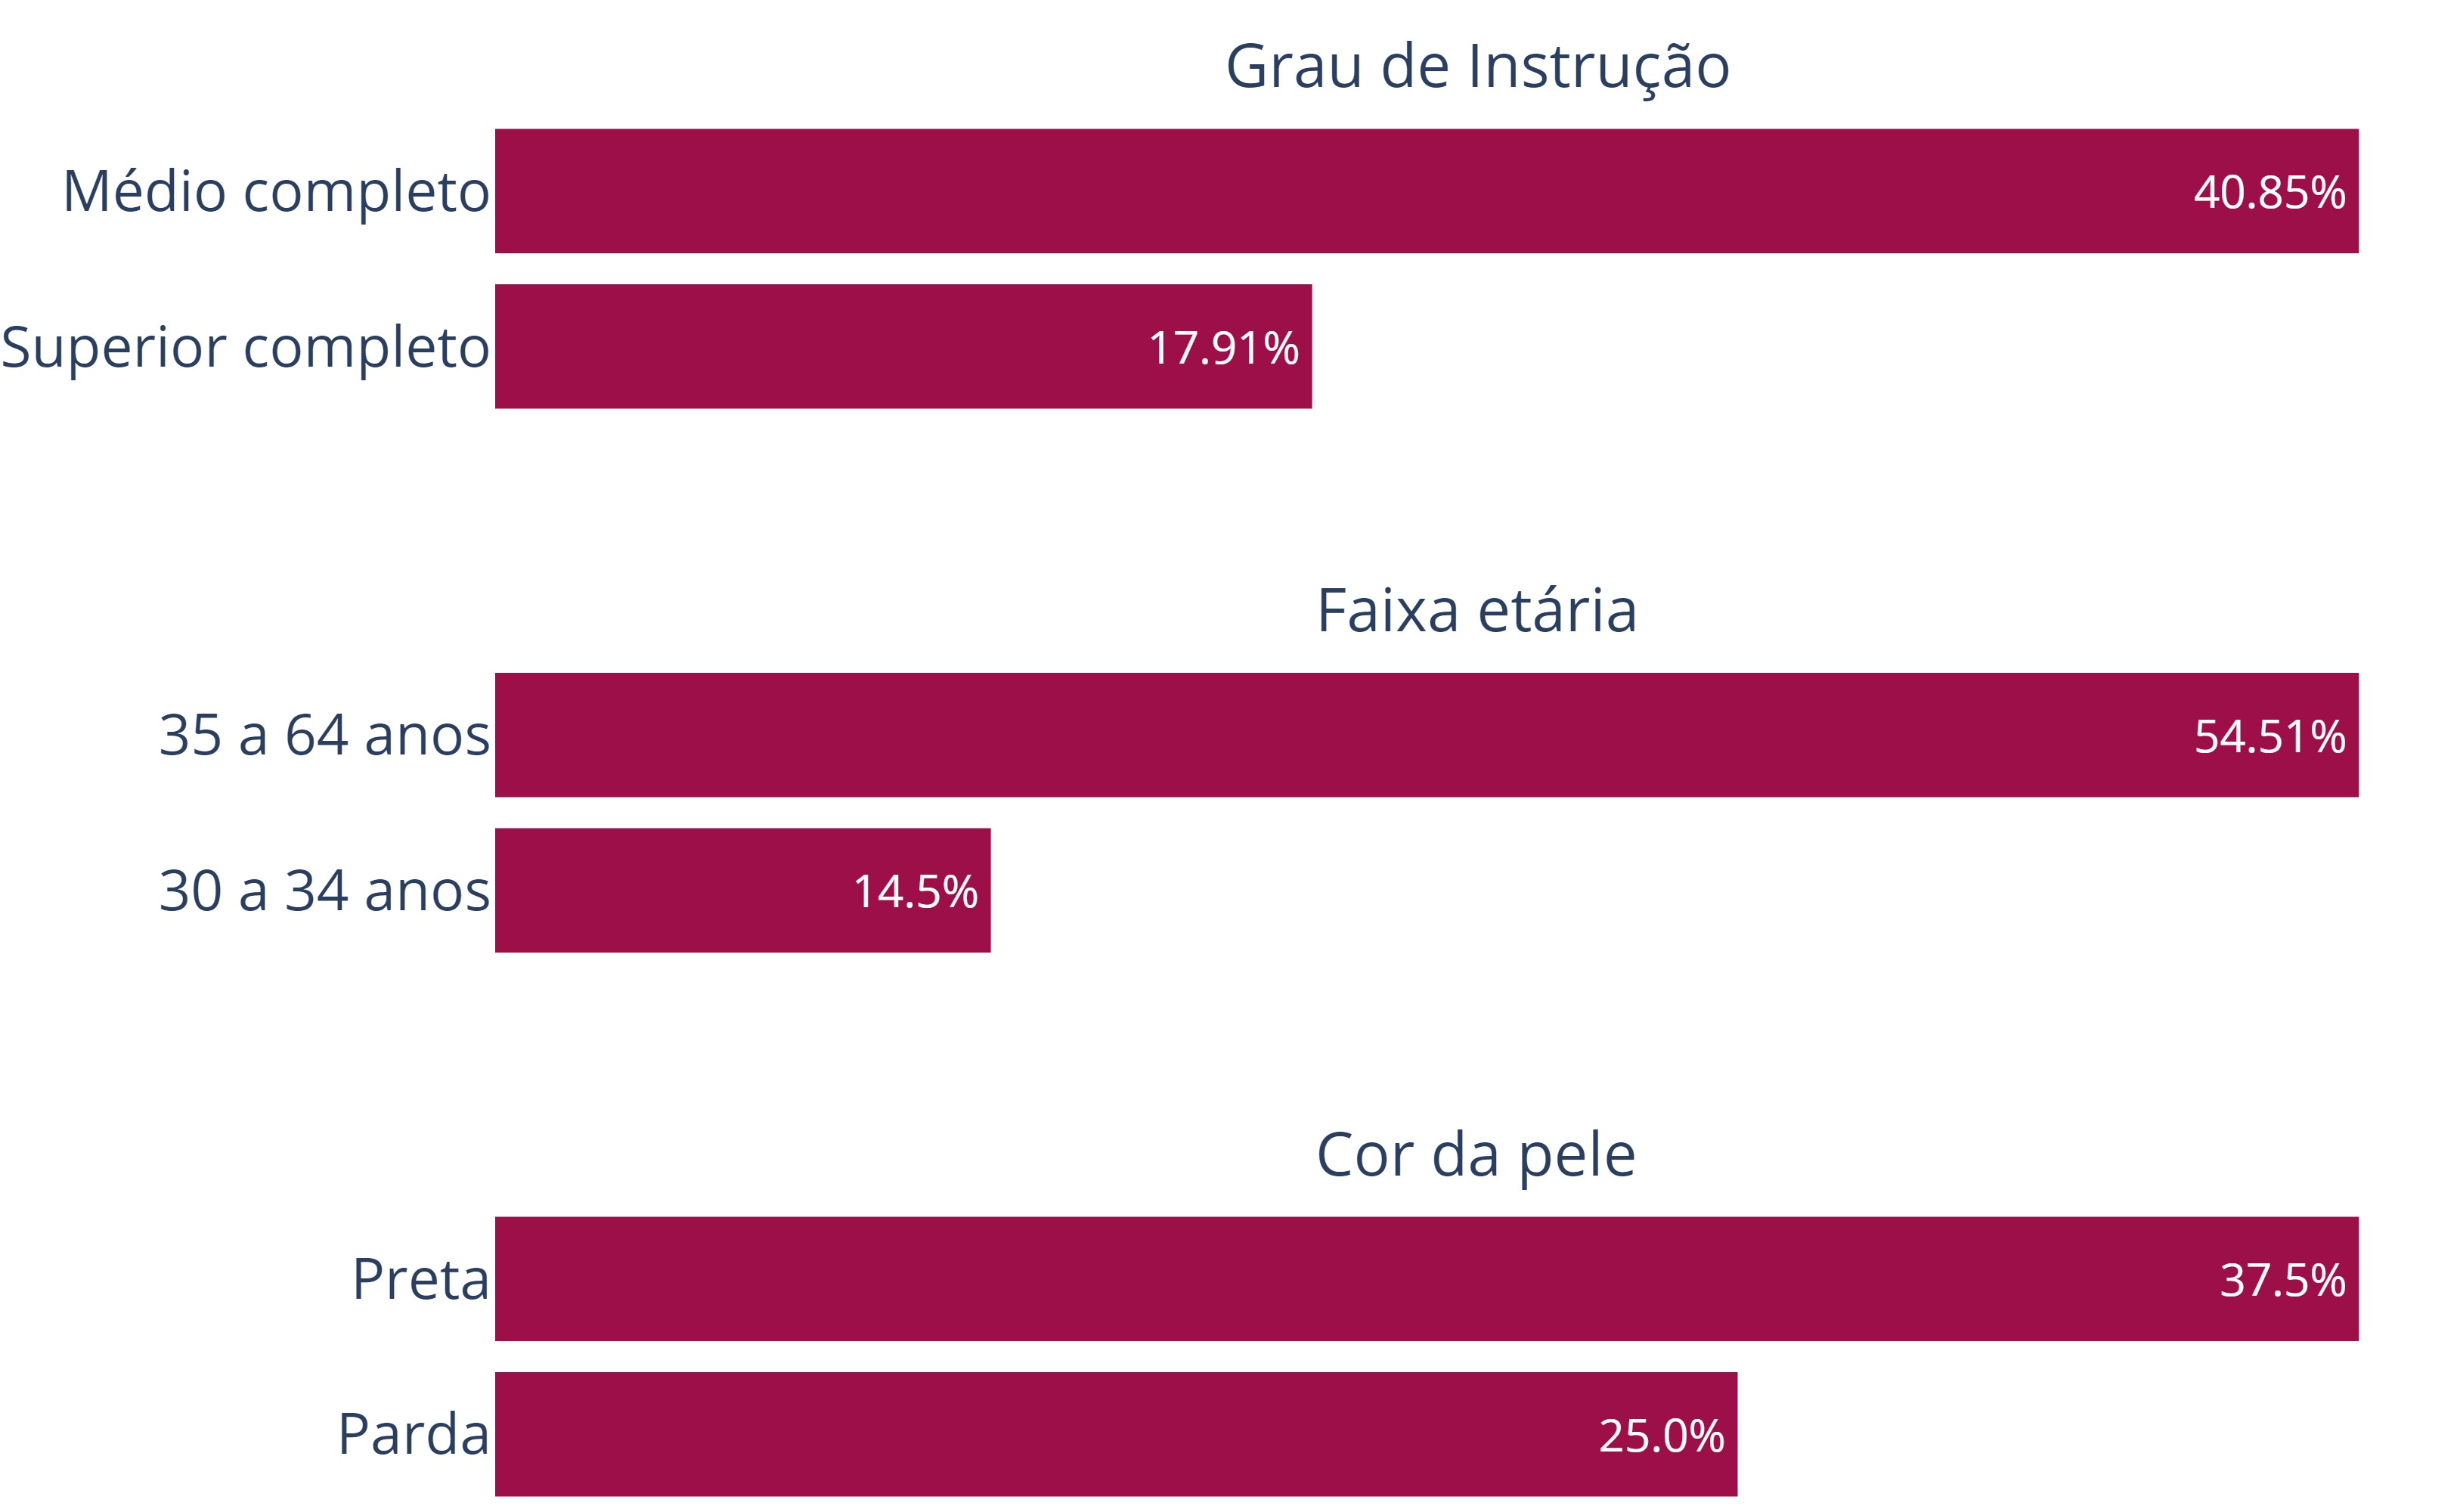 Grau de Instrução
Médio completo 40.85%
Superior completo 17.91%
Faixa etária
35 a 64 anos 54.51%
30 a 34 anos 14.5%
Cor da pele
Preta 37.5%
Parda 25.0%